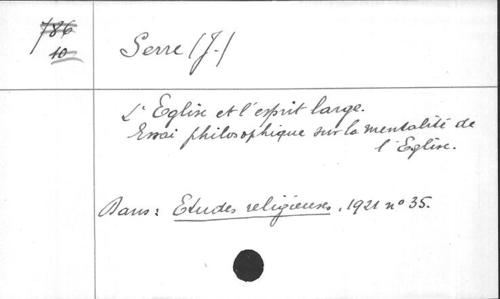 786
10
Serre (J.)
L'Eglise et l'esprit large.
Essai philosophique sur la mentalité de
l'Eglise.
Dans: Etudes religieuses, 1921 nº 35.